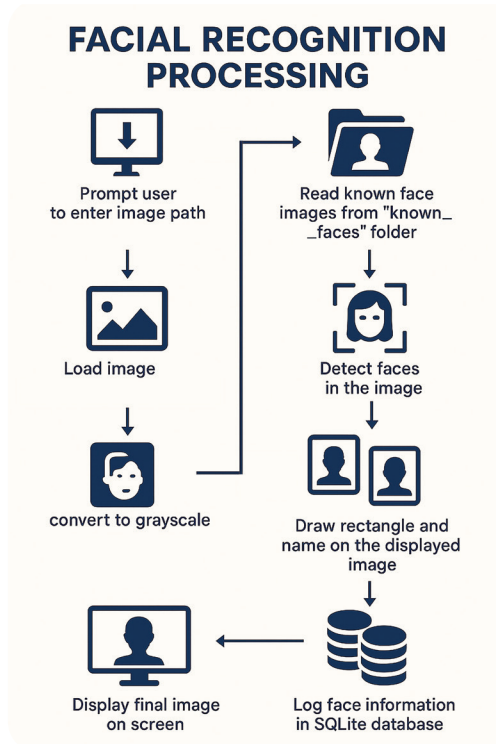 FACIAL RECOGNITION
PROCESSING
Prompt user
to enter image path
Load image
convert to grayscale
Read known face
images from "known_
_faces" folder
Detect faces
in the image
Draw rectangle and
name on the displayed
image
Log face information
in SQLite database
Display final image
on screen